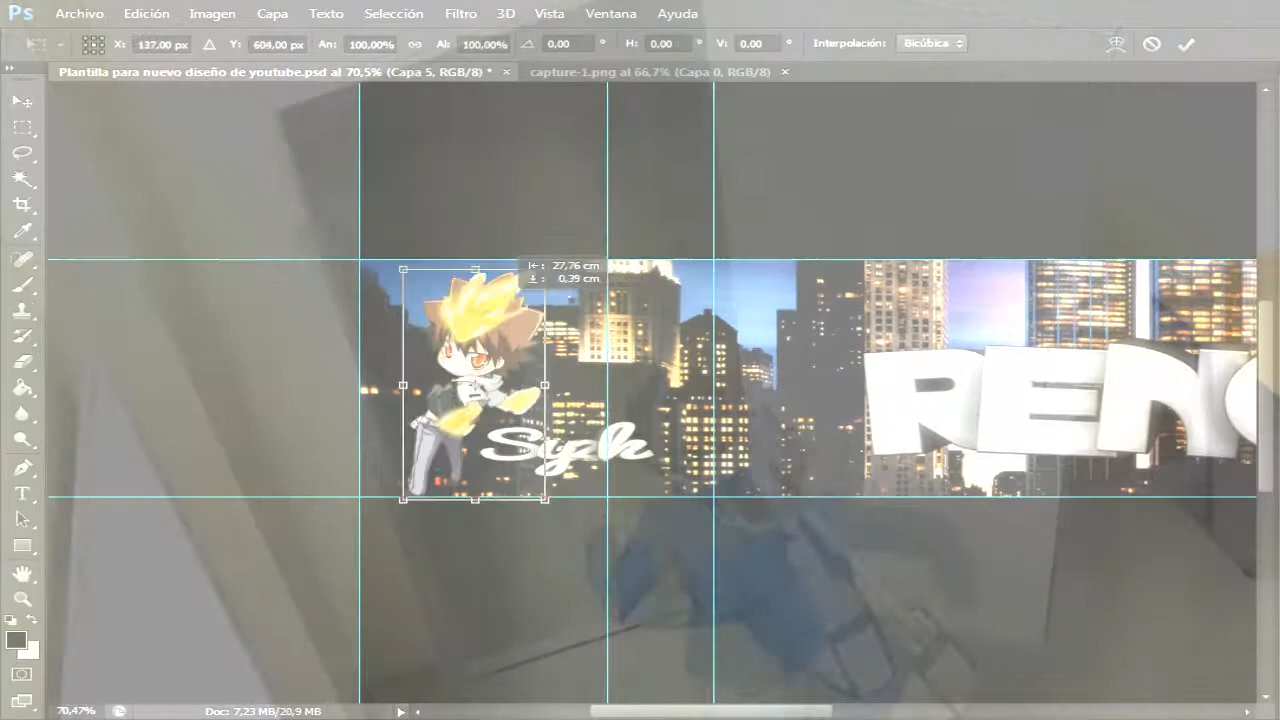 Ps Archivo Edición Imagen Capa Texto Selección Filtro 3D Vista Ventana Ayuda
X: 137,00 px Y: 604,00 px An: 100,00% Al: 100,00% 0,00 ° H: 0,00 ° V: 0,00 ° Interpolación: Bicúbica
Plantilla para nuevo diseño de youtube.psd al 70,5% (Capa 5, RGB/8) * × capture-1.png al 66,7% (Capa 0, RGB/8) ×
27,76 cm
0,39 cm
RENO
Syzh
70,47% Doc: 7,23 MB/20,9 MB